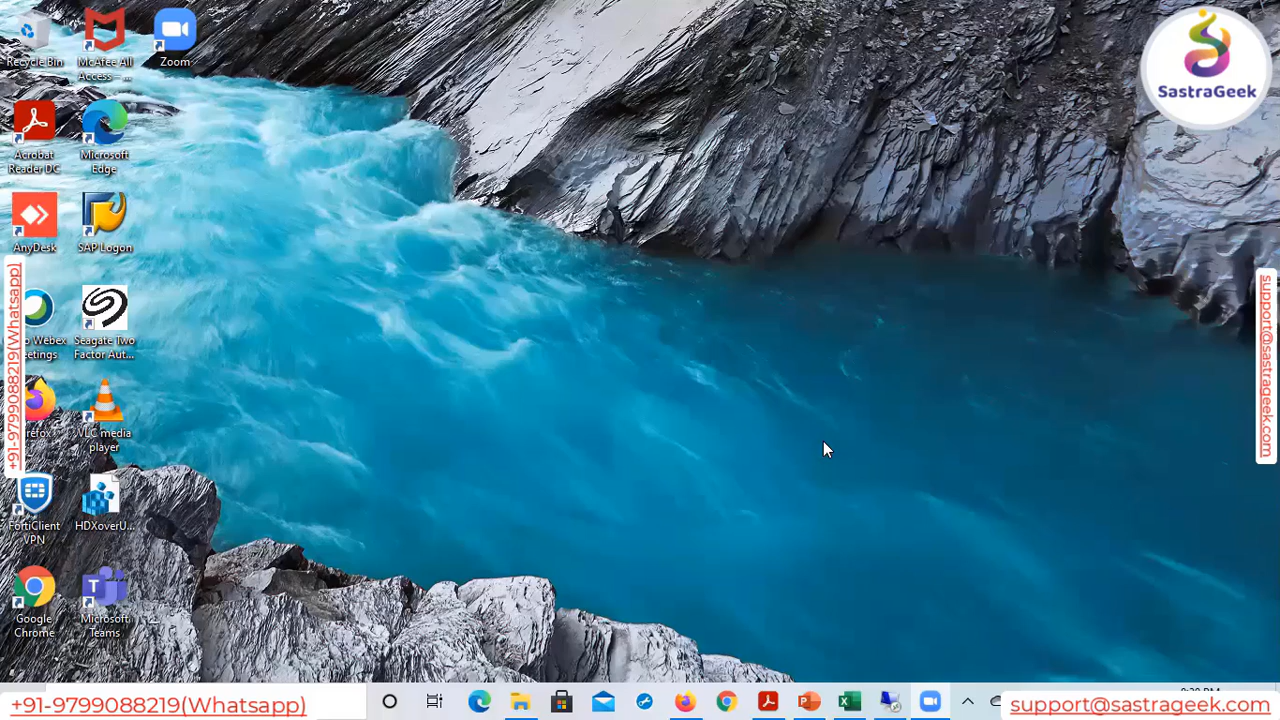 Recycle Bin
McAfee All
Access – ...
Zoom
SastraGeek
Acrobat
Reader DC
Microsoft
Edge
AnyDesk
SAP Logon
+91-9799088219(Whatsapp)
support@sastrageek.com
Webex
eetings
Seagate Two
Factor Aut...
refox
VLC media
player
FortiClient
VPN
HDXoverU...
Google
Chrome
Microsoft
Teams
+91-9799088219(Whatsapp)
support@sastrageek.com